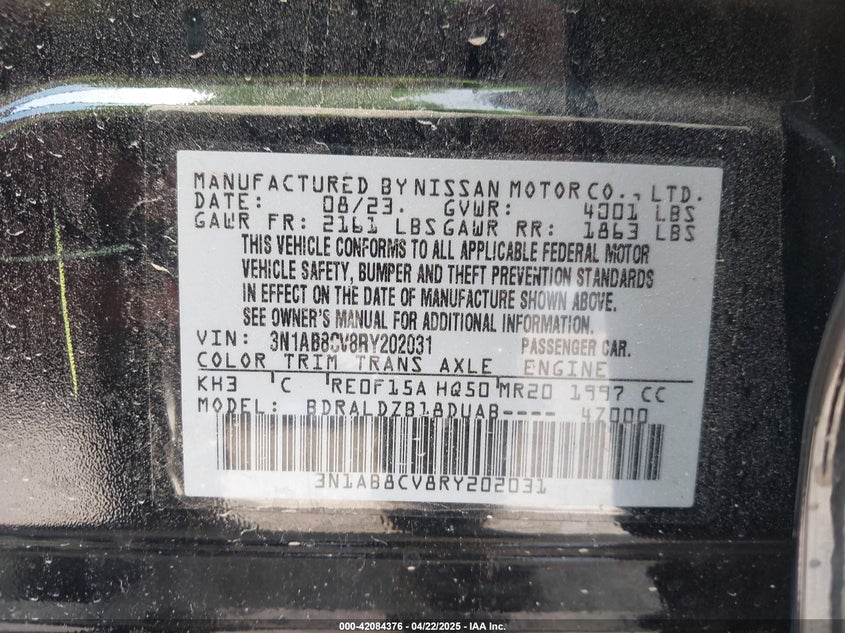 MANUFACTURED BY NISSAN MOTOR CO., LTD.
DATE: 08/23. GVWR: 4001 LBS
GAWR FR: 2161 LBS GAWR RR: 1863 LBS
THIS VEHICLE CONFORMS TO ALL APPLICABLE FEDERAL MOTOR
VEHICLE SAFETY, BUMPER AND THEFT PREVENTION STANDARDS
IN EFFECT ON THE DATE OF MANUFACTURE SHOWN ABOVE.
SEE OWNER'S MANUAL FOR ADDITIONAL INFORMATION.
VIN: 3N1AB8CV8RY202031 PASSENGER CAR.
COLOR TRIM TRANS AXLE ENGINE
KH3 C RE0F15A HQ50 MR20 1997 CC
MODEL: BDRALDZB18DUAB---- 47000
3N1AB8CV8RY202031
000-42084376 - 04/22/2025 - IAA Inc.